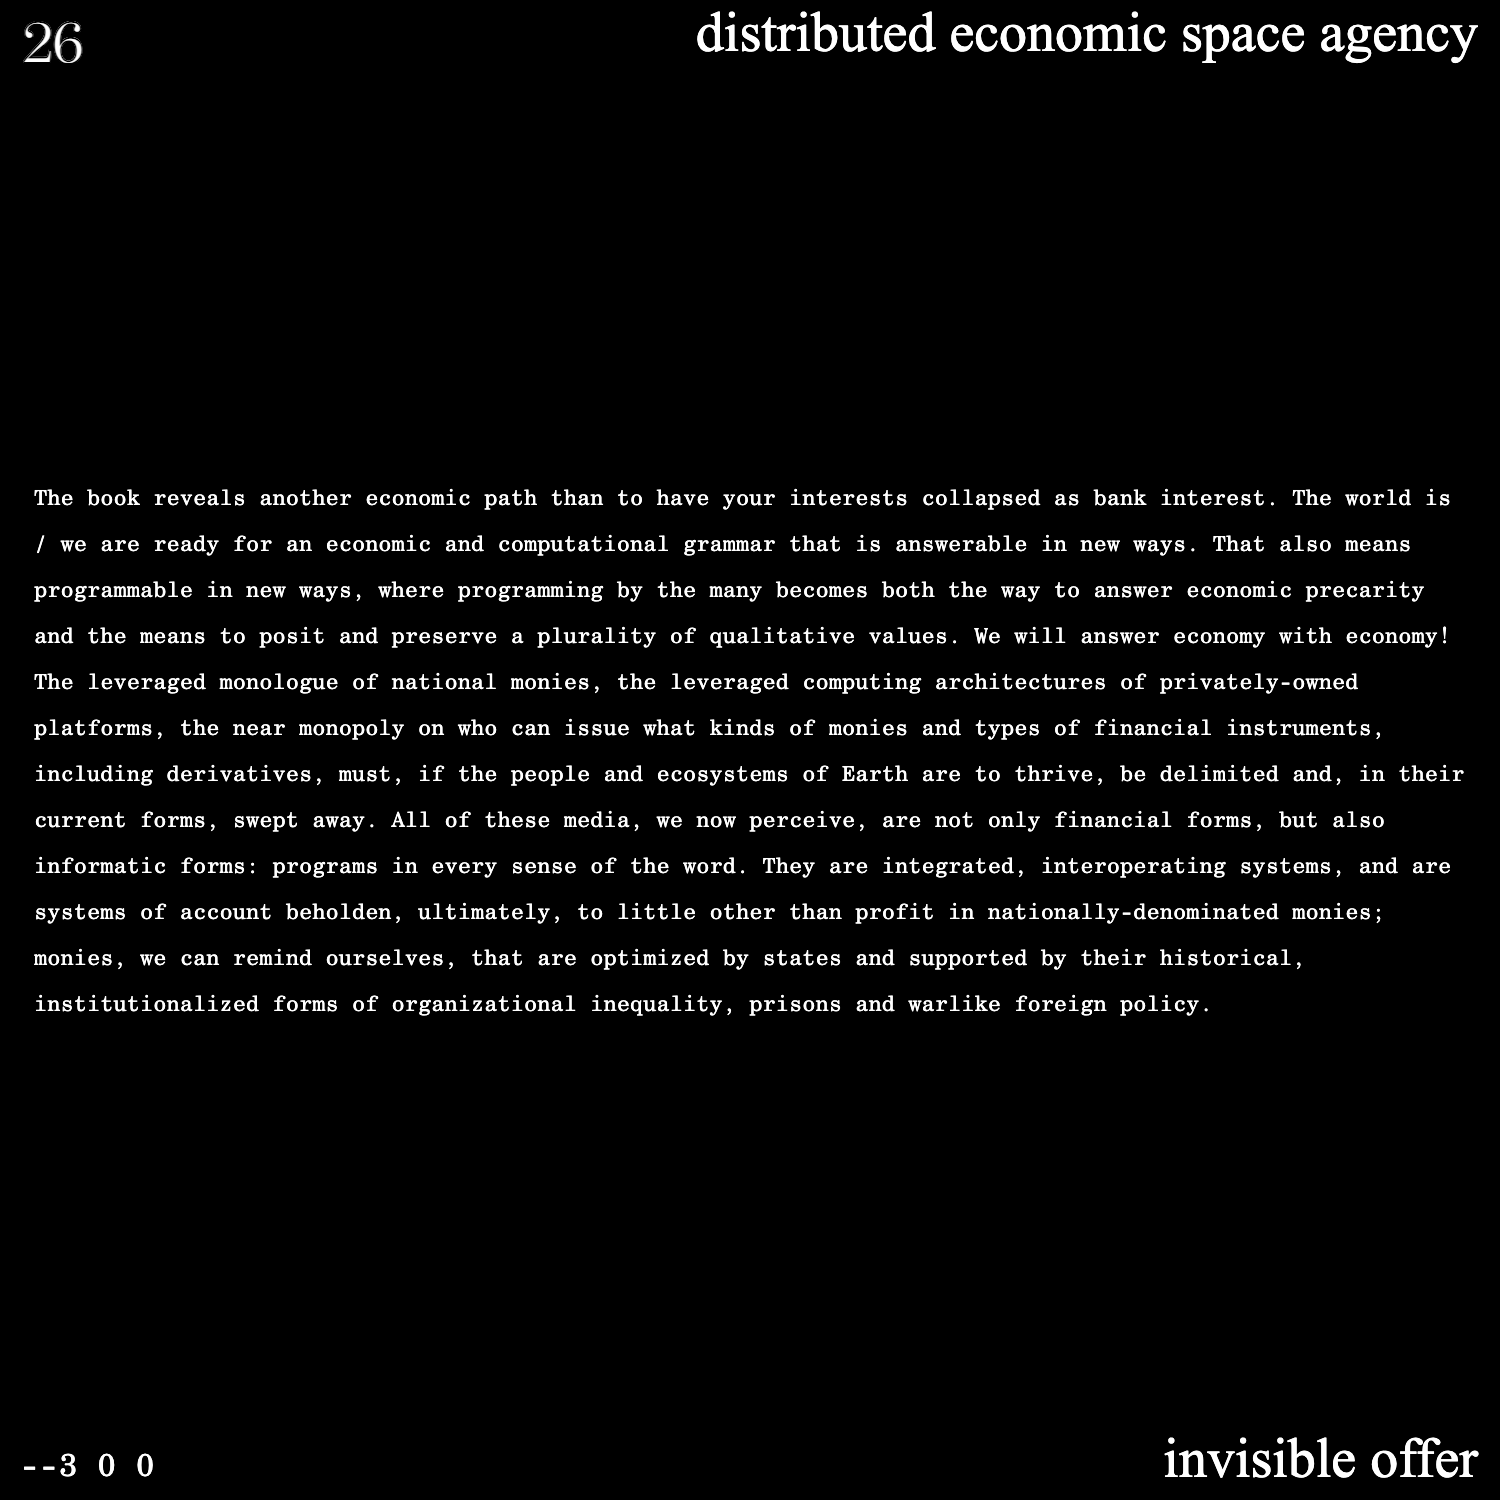 26
distributed economic space agency
The book reveals another economic path than to have your interests collapsed as bank interest. The world is
/ we are ready for an economic and computational grammar that is answerable in new ways. That also means
programmable in new ways, where programming by the many becomes both the way to answer economic precarity
and the means to posit and preserve a plurality of qualitative values. We will answer economy with economy!
The leveraged monologue of national monies, the leveraged computing architectures of privately-owned
platforms, the near monopoly on who can issue what kinds of monies and types of financial instruments,
including derivatives, must, if the people and ecosystems of Earth are to thrive, be delimited and, in their
current forms, swept away. All of these media, we now perceive, are not only financial forms, but also
informatic forms: programs in every sense of the word. They are integrated, interoperating systems, and are
systems of account beholden, ultimately, to little other than profit in nationally-denominated monies;
monies, we can remind ourselves, that are optimized by states and supported by their historical,
institutionalized forms of organizational inequality, prisons and warlike foreign policy.
--3 0 0
invisible offer